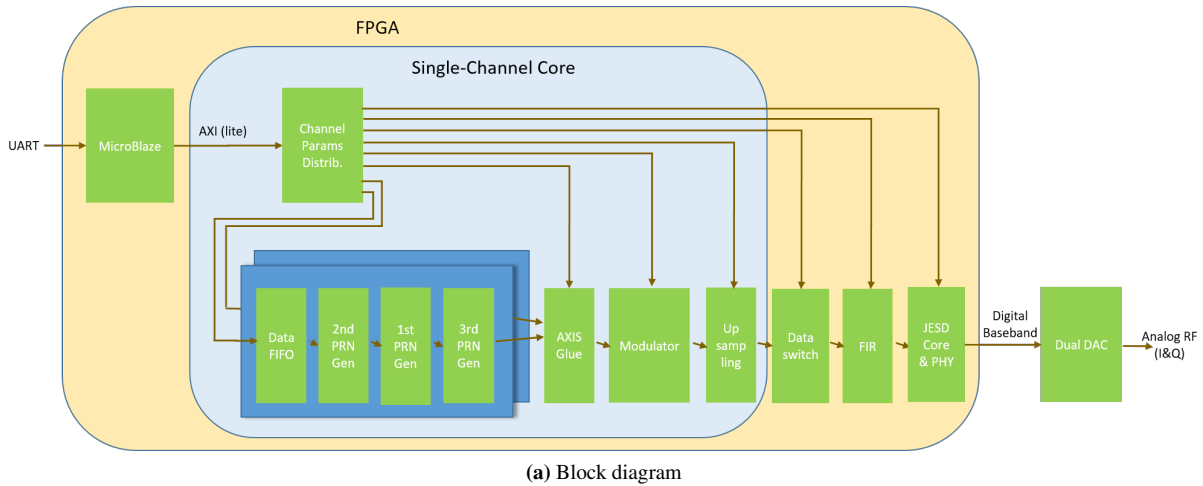 FPGA
Single-Channel Core
UART
MicroBlaze
AXI (lite)
Channel
Params
Distrib.
Data
FIFO
2nd
PRN
Gen
1st
PRN
Gen
3rd
PRN
Gen
AXIS
Glue
Modulator
Up
sam
pling
Data
switch
FIR
JESD
Core
& PHY
Digital
Baseband
Dual DAC
Analog RF
(I&Q)
(a) Block diagram